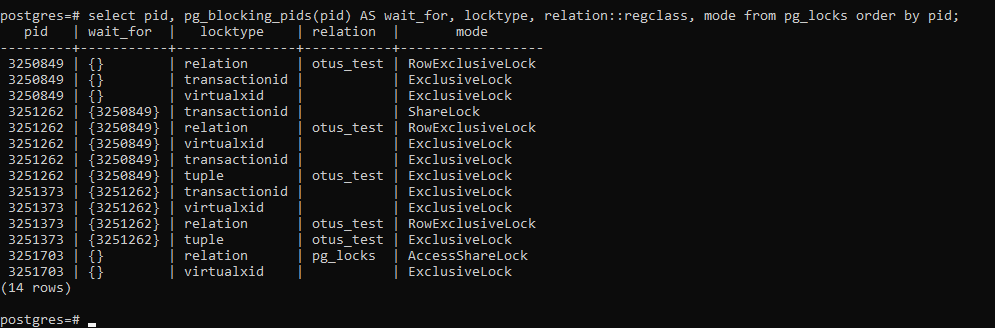 postgres=# select pid, pg_blocking_pids(pid) AS wait_for, locktype, relation::regclass, mode from pg_locks order by pid;
   pid   | wait_for  |   locktype    | relation  |       mode
---------+-----------+---------------+-----------+------------------
 3250849 | {}        | relation      | otus_test | RowExclusiveLock
 3250849 | {}        | transactionid |           | ExclusiveLock
 3250849 | {}        | virtualxid    |           | ExclusiveLock
 3251262 | {3250849} | transactionid |           | ShareLock
 3251262 | {3250849} | relation      | otus_test | RowExclusiveLock
 3251262 | {3250849} | virtualxid    |           | ExclusiveLock
 3251262 | {3250849} | transactionid |           | ExclusiveLock
 3251262 | {3250849} | tuple         | otus_test | ExclusiveLock
 3251373 | {3251262} | transactionid |           | ExclusiveLock
 3251373 | {3251262} | virtualxid    |           | ExclusiveLock
 3251373 | {3251262} | relation      | otus_test | RowExclusiveLock
 3251373 | {3251262} | tuple         | otus_test | ExclusiveLock
 3251703 | {}        | relation      | pg_locks  | AccessShareLock
 3251703 | {}        | virtualxid    |           | ExclusiveLock
(14 rows)

postgres=#